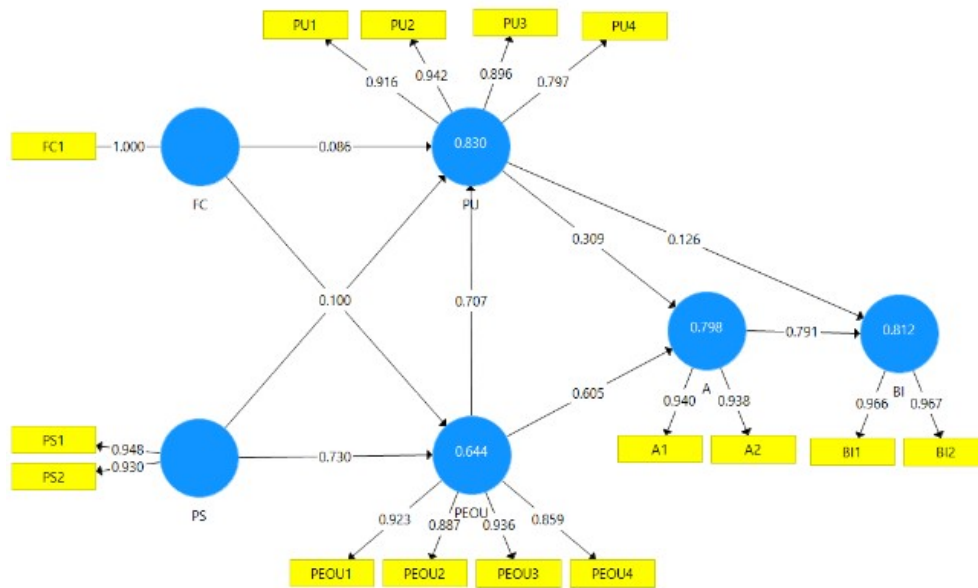 PU1
PU2
PU3
PU4
0.916
0.942
0.896
0.797
FC1
1.000
0.086
0.830
FC
PU
0.309
0.126
0.100
0.707
0.798
0.791
0.812
A
BI
0.605
0.940
0.938
0.966
0.967
PS1
PS2
0.948
0.930
0.730
0.644
A1
A2
BI1
BI2
PS
PEOU
0.923
0.887
0.936
0.859
PEOU1
PEOU2
PEOU3
PEOU4